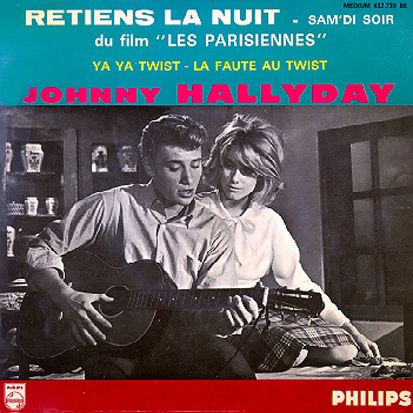 MEDIUM 432.739 BE
RETIENS LA NUIT - SAM'DI SOIR
du film "LES PARISIENNES"
YA YA TWIST - LA FAUTE AU TWIST
JOHNNY HALLYDAY
PHILIPS